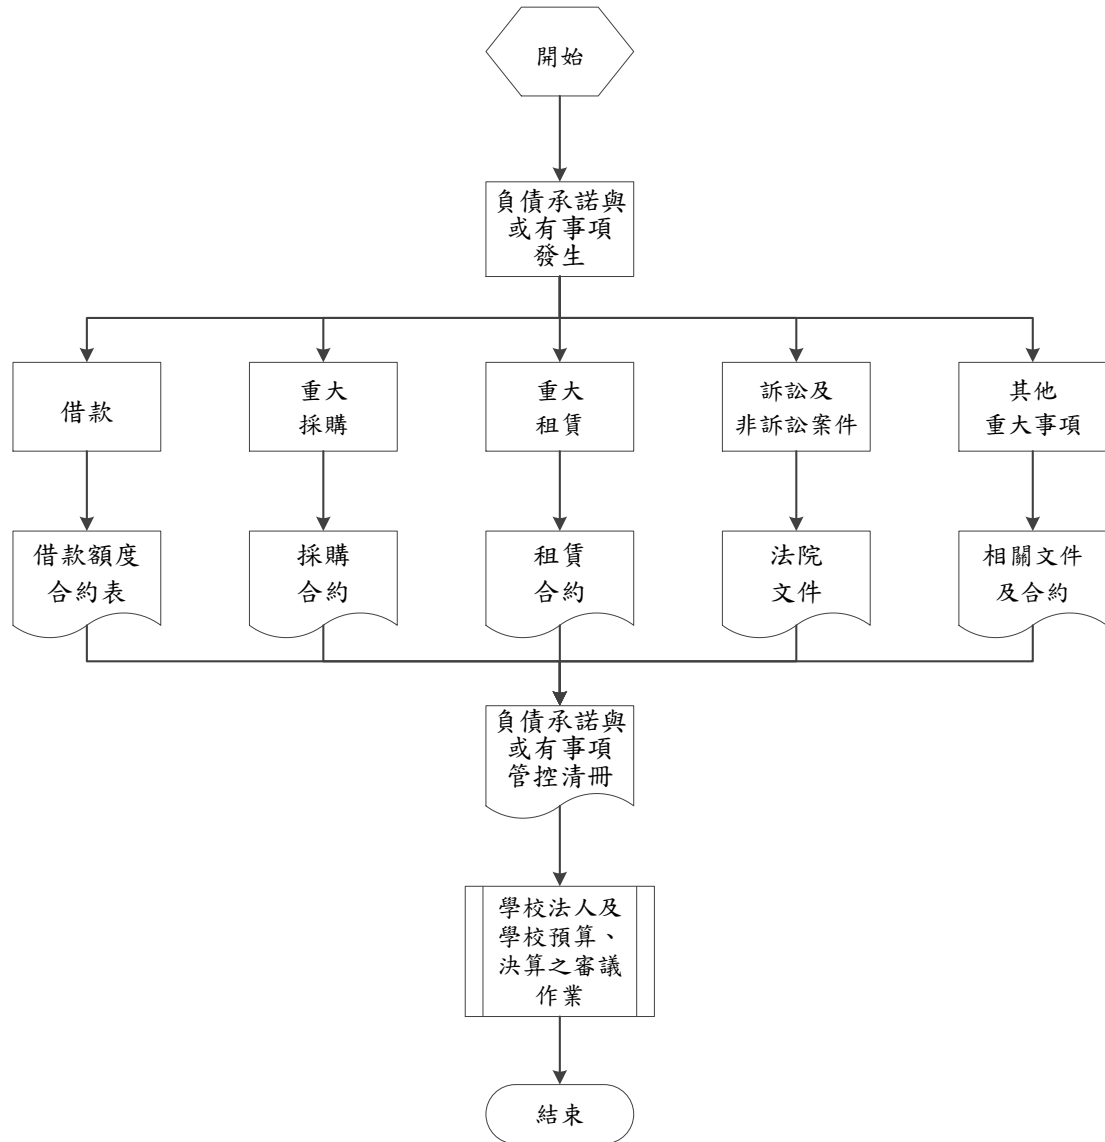 開始
負債承諾與
或有事項
發生
借款
重大
採購
重大
租賃
訴訟及
非訴訟案件
其他
重大事項
借款額度
合約表
採購
合約
租賃
合約
法院
文件
相關文件
及合約
負債承諾與
或有事項
管控清冊
學校法人及
學校預算、
決算之審議
作業
結束